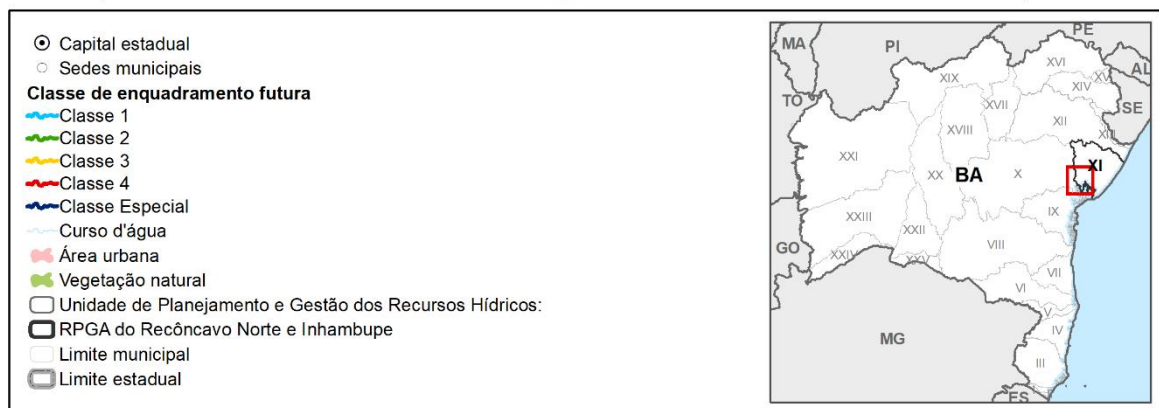 Capital estadual
Sedes municipais
Classe de enquadramento futura
Classe 1
Classe 2
Classe 3
Classe 4
Classe Especial
Curso d'água
Área urbana
Vegetação natural
Unidade de Planejamento e Gestão dos Recursos Hídricos:
RPGA do Recôncavo Norte e Inhambupe
Limite municipal
Limite estadual
MA
PI
PE
AL
TO
SE
XIX
XVI
XV
XIV
XVII
XVIII
XII
XIII
XXI
XX
BA
X
XI
IX
GO
XXIII
XXII
VIII
XXIV
XXV
VII
VI
V
IV
MG
III
ES